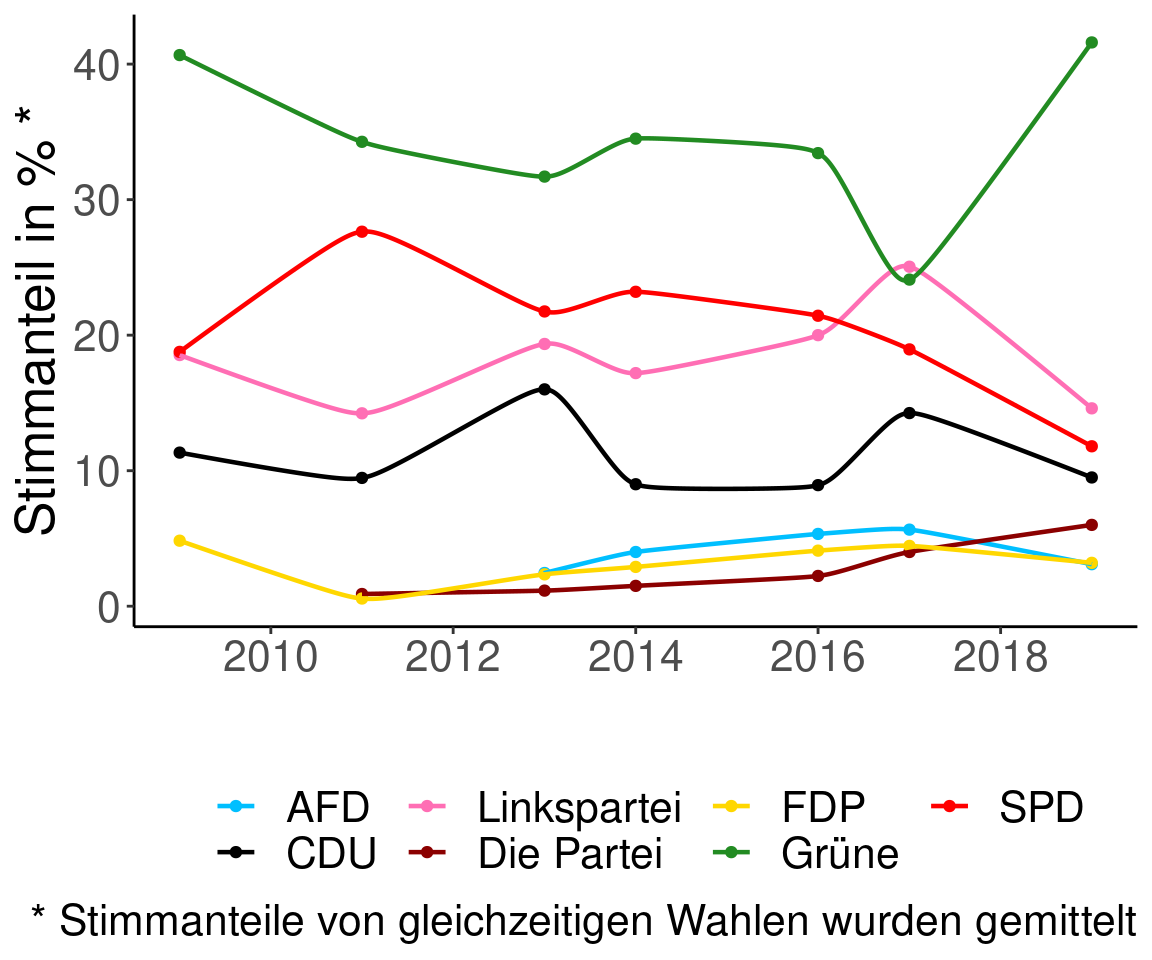 Stimmanteil in % *
40
30
20
10
0
2010 2012 2014 2016 2018
AFD Linkspartei FDP SPD
CDU Die Partei Grüne
* Stimmanteile von gleichzeitigen Wahlen wurden gemittelt